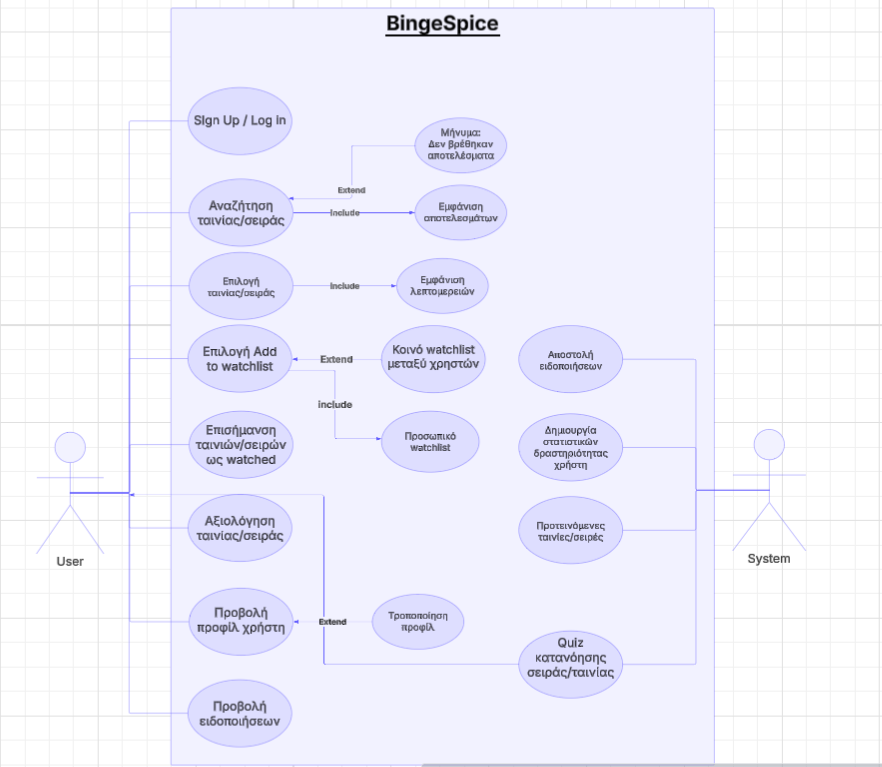 BingeSpice
Sign Up / Log in
Μήνυμα:
Δεν βρέθηκαν
αποτελέσματα
Extend
Αναζήτηση
ταινίας/σειράς
Include
Εμφάνιση
αποτελεσμάτων
Επιλογή
ταινίας/σειράς
Include
Εμφάνιση
λεπτομερειών
Επιλογή Add
to watchlist
Extend
Κοινό watchlist
μεταξύ χρηστών
Αποστολή
ειδοποιήσεων
include
Επισήμανση
ταινιών/σειρών
ως watched
Προσωπικό
watchlist
Δημιουργία
στατιστικών
δραστηριότητας
χρήστη
Αξιολόγηση
ταινίας/σειράς
Προτεινόμενες
ταινίες/σειρές
User
System
Προβολή
προφίλ χρήστη
Extend
Τροποποίηση
προφίλ
Quiz
κατανόησης
σειράς/ταινίας
Προβολή
ειδοποιήσεων